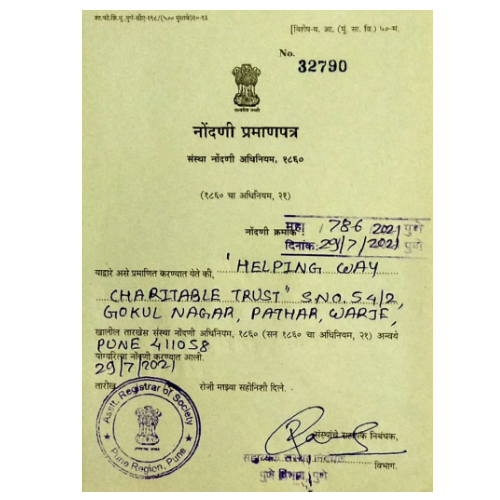 [विशेष-प. आ. (मुं. सा. वि.) ५०-म.
No.
32790
नोंदणी प्रमाणपत्र
संस्था नोंदणी अधिनियम, १८६०
(१८६० चा अधिनियम, २१)
नोंदणी क्रमांक : महा / 786 2021 पुणे
दिनांक: 29/7/2021 पुणे
याद्वारे असे प्रमाणित करण्यात येते की, "HELPING WAY
CHARITABLE TRUST" S.NO. 54/2,
GOKUL NAGAR, PATHAR, WARJE,
खालील तारखेस संस्था नोंदणी अधिनियम, १८६० (सन १८६० चा अधिनियम, २१) अन्वये
PUNE 411058
योग्यरित्या नोंदणी करण्यात आली.
29/7/2021
तारीख रोजी माझ्या सहीनिशी दिले.
Asstt. Registrar of Society
Pune Region, Pune
संस्थांचे सहायक निबंधक,
विभाग.
पुणे विभाग, पुणे